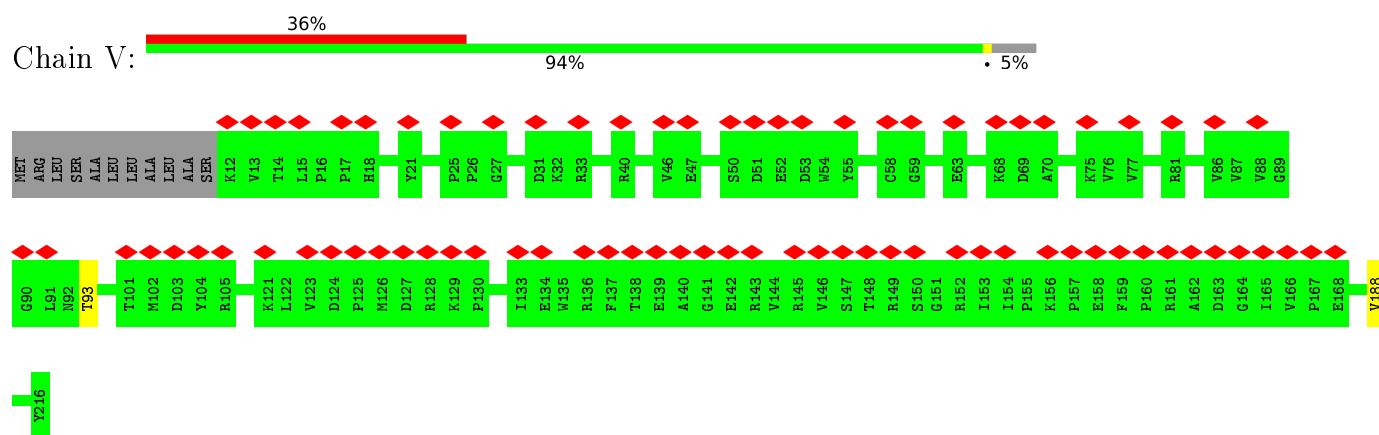 36%
Chain V:
94% • 5%
MET ARG LEU SER ALA LEU LEU ALA LEU ALA SER K12 V13 T14 L15 P16 P17 H18 Y21 P25 P26 G27 D31 K32 R33 R40 V46 E47 S50 D51 E52 D53 W54 Y55 C58 G59 E63 K68 D69 A70 K75 V76 V77 R81 V86 V87 V88 G89
G90 L91 N92 T93 T101 M102 D103 Y104 R105 K121 L122 V123 D124 P125 M126 D127 R128 K129 P130 I133 E134 W135 R136 F137 T138 E139 A140 G141 E142 R143 V144 R145 V146 S147 T148 R149 S150 G151 R152 I153 I154 P155 K156 P157 E158 F159 P160 R161 A162 D163 G164 I165 V166 P167 E168 V188
Y216